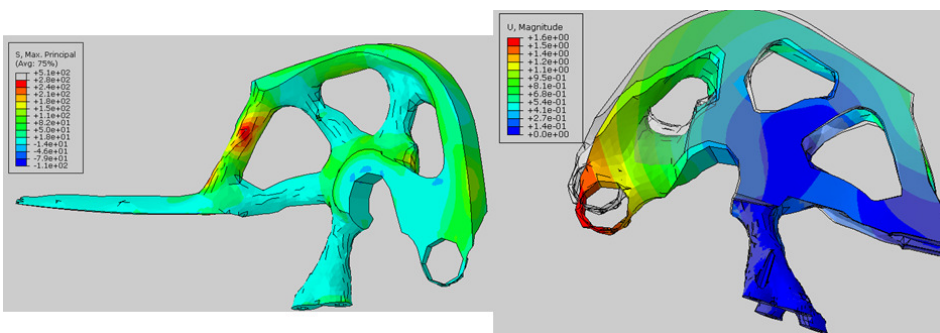 S, Max. Principal
(Avg: 75%)
+5.1e+02
+2.8e+02
+2.4e+02
+2.1e+02
+1.8e+02
+1.5e+02
+1.1e+02
+8.2e+01
+5.0e+01
+1.8e+01
-1.4e+01
-4.6e+01
-7.9e+01
-1.1e+02
U, Magnitude
+1.6e+00
+1.5e+00
+1.4e+00
+1.2e+00
+1.1e+00
+9.5e-01
+8.1e-01
+6.8e-01
+5.4e-01
+4.1e-01
+2.7e-01
+1.4e-01
+0.0e+00